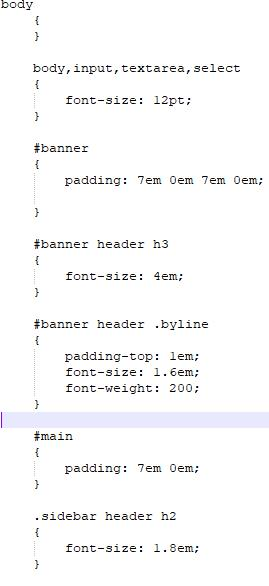 body
{
}
body,input,textarea,select
{
font-size: 12pt;
}
#banner
{
padding: 7em 0em 7em 0em;
}
#banner header h3
{
font-size: 4em;
}
#banner header .byline
{
padding-top: 1em;
font-size: 1.6em;
font-weight: 200;
}
#main
{
padding: 7em 0em;
}
.sidebar header h2
{
font-size: 1.8em;
}